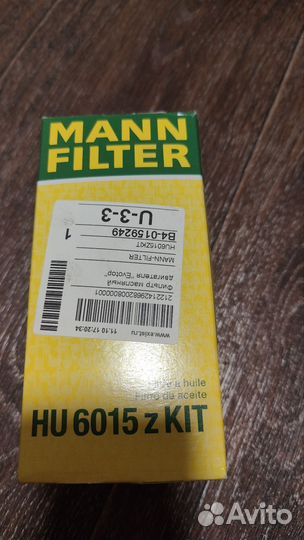 MANN
FILTER
U-3-3
B4-0159249 1
HU6015ZKIT
MANN-FILTER
Фильтр масляный
двигателя "Evotop"
www.exist.ru 11.10 17:20:34
Filtre à huile
Filtro de aceite
HU 6015 z KIT
Avito